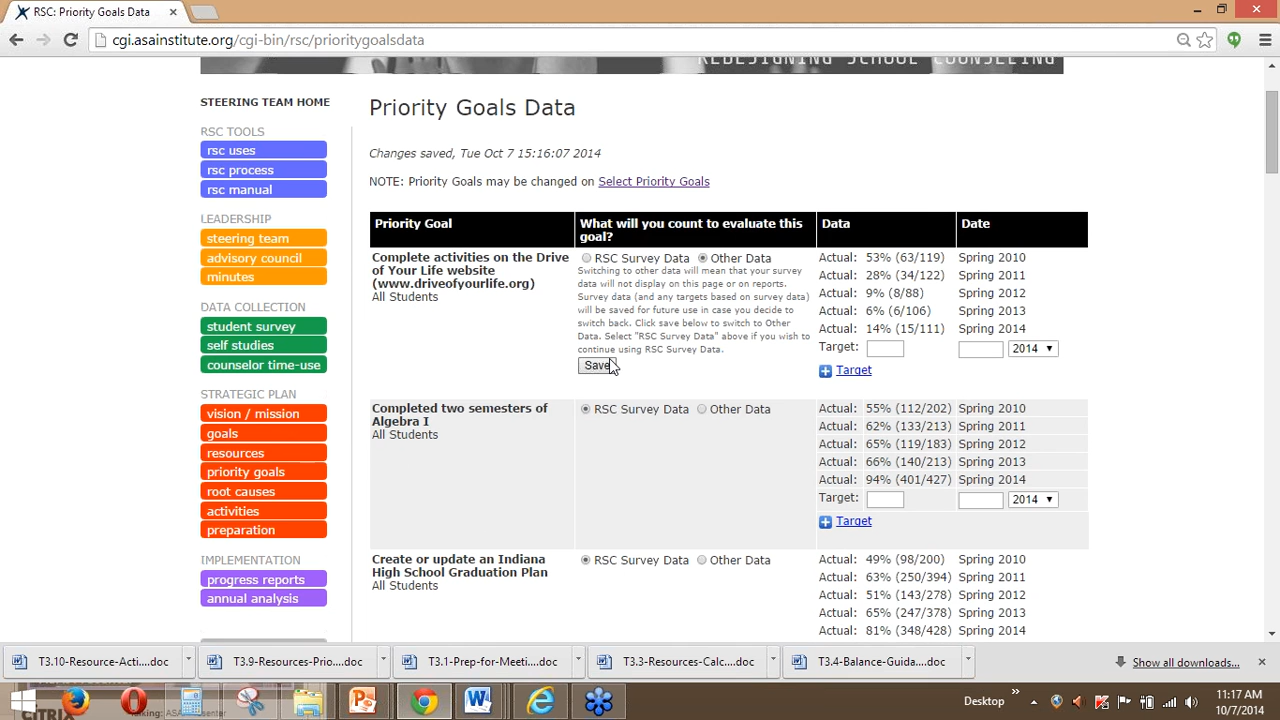 RSC: Priority Goals Data
cgi.asainstitute.org/cgi-bin/rsc/prioritygoalsdata
REDESIGNING SCHOOL COUNSELING
STEERING TEAM HOME
RSC TOOLS
rsc uses
rsc process
rsc manual
LEADERSHIP
steering team
advisory council
minutes
DATA COLLECTION
student survey
self studies
counselor time-use
STRATEGIC PLAN
vision / mission
goals
resources
priority goals
root causes
activities
preparation
IMPLEMENTATION
progress reports
annual analysis
Priority Goals Data
Changes saved, Tue Oct 7 15:16:07 2014
NOTE: Priority Goals may be changed on Select Priority Goals
Priority Goal
What will you count to evaluate this
goal?
Data
Date
Complete activities on the Drive
of Your Life website
(www.driveofyourlife.org)
All Students
RSC Survey Data Other Data
Switching to other data will mean that your survey
data will not display on this page or on reports.
Survey data (and any targets based on survey data)
will be saved for future use in case you decide to
switch back. Click save below to switch to Other
Data. Select "RSC Survey Data" above if you wish to
continue using RSC Survey Data.
Save
Actual: 53% (63/119) Spring 2010
Actual: 28% (34/122) Spring 2011
Actual: 9% (8/88) Spring 2012
Actual: 6% (6/106) Spring 2013
Actual: 14% (15/111) Spring 2014
Target: 2014
Target
Completed two semesters of
Algebra I
All Students
RSC Survey Data Other Data
Actual: 55% (112/202) Spring 2010
Actual: 62% (133/213) Spring 2011
Actual: 65% (119/183) Spring 2012
Actual: 66% (140/213) Spring 2013
Actual: 94% (401/427) Spring 2014
Target: 2014
Target
Create or update an Indiana
High School Graduation Plan
All Students
RSC Survey Data Other Data
Actual: 49% (98/200) Spring 2010
Actual: 63% (250/394) Spring 2011
Actual: 51% (143/278) Spring 2012
Actual: 65% (247/378) Spring 2013
Actual: 81% (348/428) Spring 2014
T3.10-Resource-Acti....doc
T3.9-Resources-Prio....doc
T3.1-Prep-for-Meeti....doc
T3.3-Resources-Calc....doc
T3.4-Balance-Guida....doc
Show all downloads...
CITRIX
Talking: ASA Presenter
Desktop
11:17 AM
10/7/2014